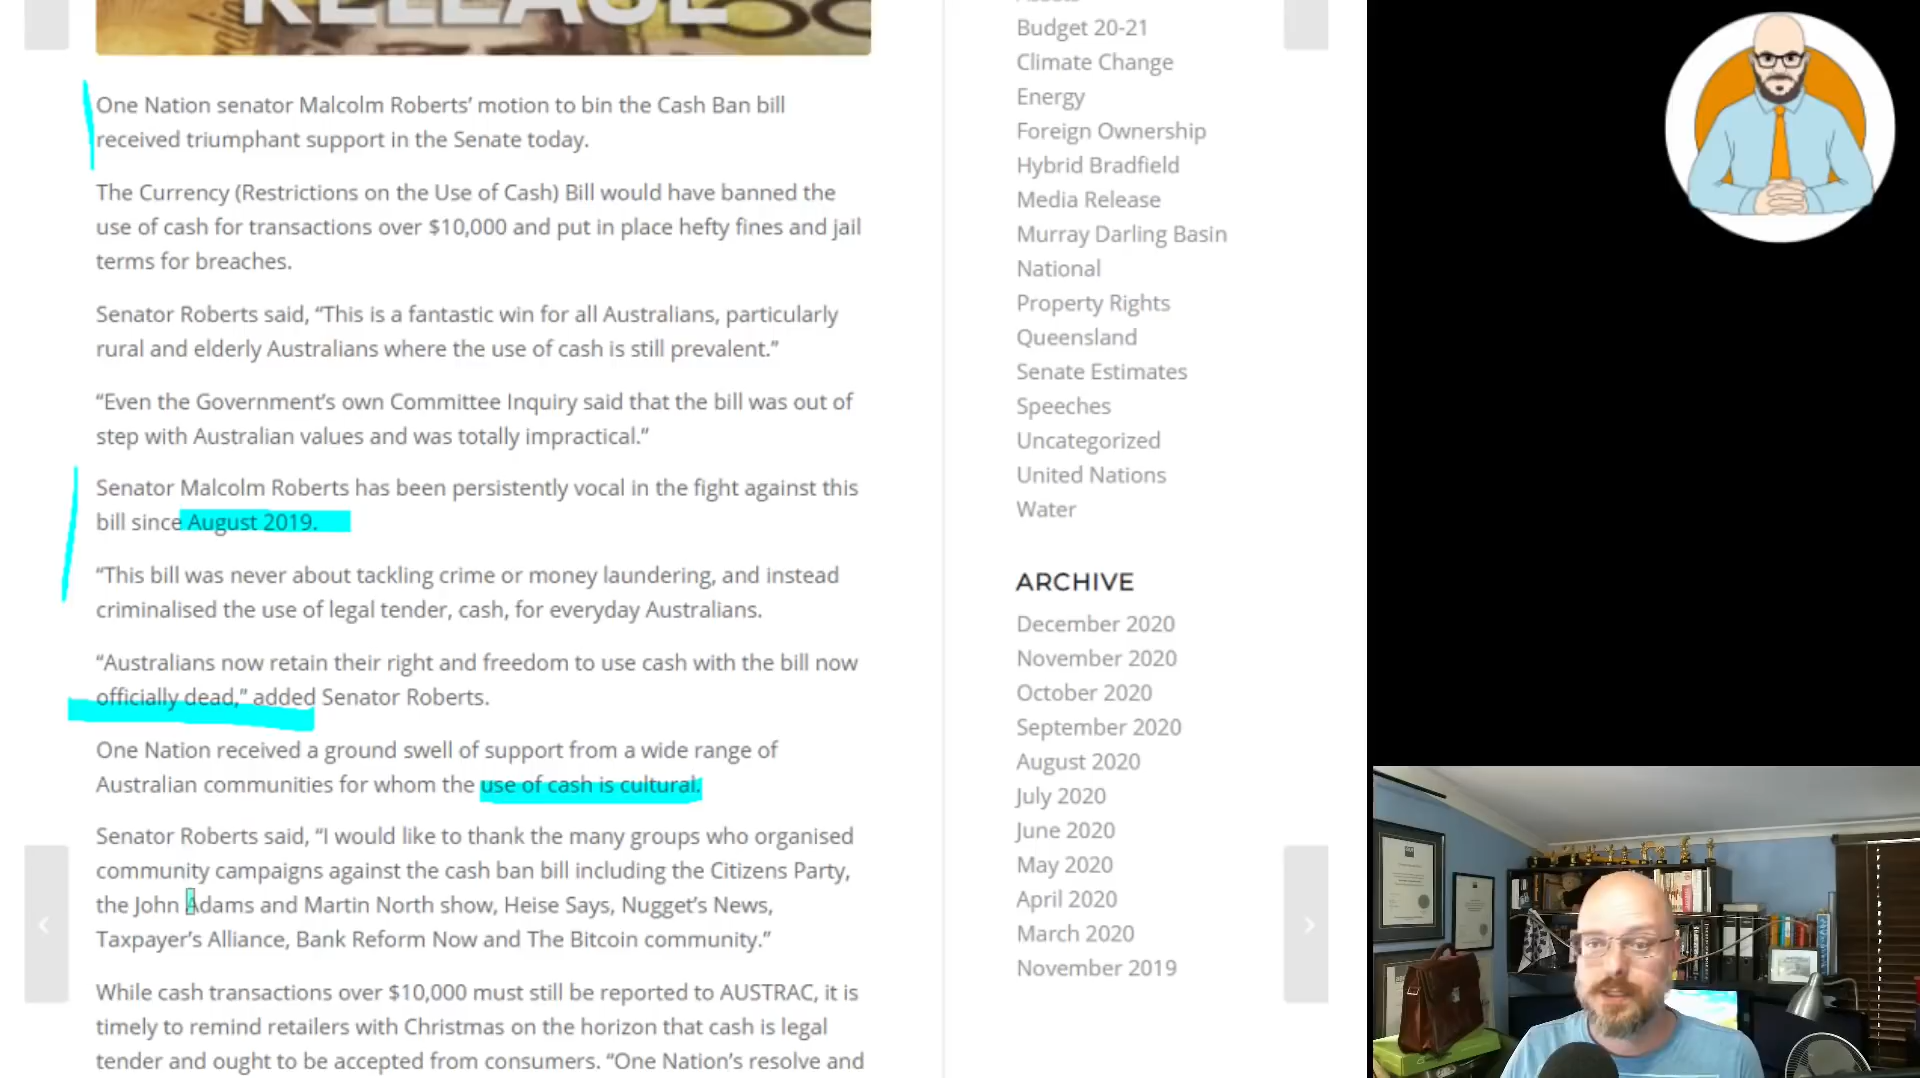 RELEASE
One Nation senator Malcolm Roberts’ motion to bin the Cash Ban bill
received triumphant support in the Senate today.
The Currency (Restrictions on the Use of Cash) Bill would have banned the
use of cash for transactions over $10,000 and put in place hefty fines and jail
terms for breaches.
Senator Roberts said, “This is a fantastic win for all Australians, particularly
rural and elderly Australians where the use of cash is still prevalent.”
“Even the Government’s own Committee Inquiry said that the bill was out of
step with Australian values and was totally impractical.”
Senator Malcolm Roberts has been persistently vocal in the fight against this
bill since August 2019.
“This bill was never about tackling crime or money laundering, and instead
criminalised the use of legal tender, cash, for everyday Australians.
“Australians now retain their right and freedom to use cash with the bill now
officially dead,” added Senator Roberts.
One Nation received a ground swell of support from a wide range of
Australian communities for whom the use of cash is cultural.
Senator Roberts said, “I would like to thank the many groups who organised
community campaigns against the cash ban bill including the Citizens Party,
the John Adams and Martin North show, Heise Says, Nugget’s News,
Taxpayer’s Alliance, Bank Reform Now and The Bitcoin community.”
While cash transactions over $10,000 must still be reported to AUSTRAC, it is
timely to remind retailers with Christmas on the horizon that cash is legal
tender and ought to be accepted from consumers. “One Nation’s resolve and
Assets
Budget 20-21
Climate Change
Energy
Foreign Ownership
Hybrid Bradfield
Media Release
Murray Darling Basin
National
Property Rights
Queensland
Senate Estimates
Speeches
Uncategorized
United Nations
Water
ARCHIVE
December 2020
November 2020
October 2020
September 2020
August 2020
July 2020
June 2020
May 2020
April 2020
March 2020
November 2019